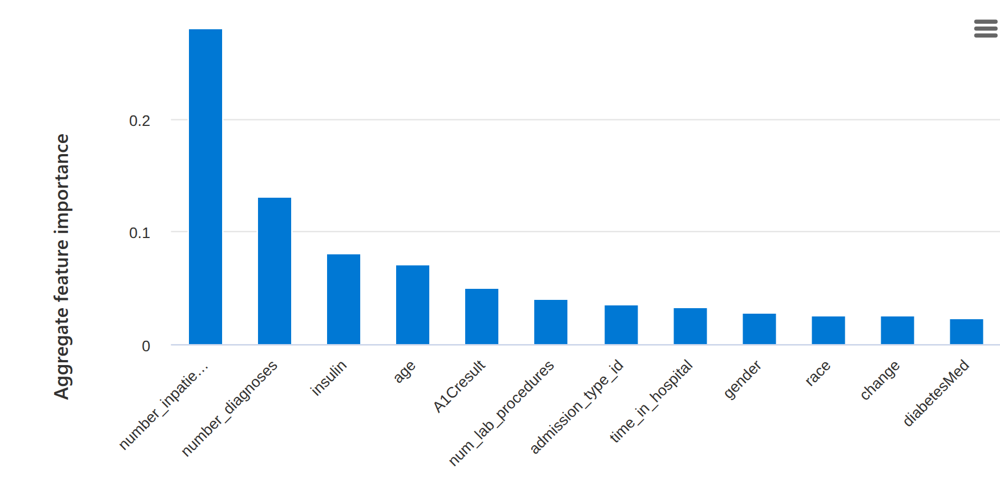 Aggregate feature importance
0.2
0.1
0
number_inpatie…
number_diagnoses
insulin
age
A1Cresult
num_lab_procedures
admission_type_id
time_in_hospital
gender
race
change
diabetesMed